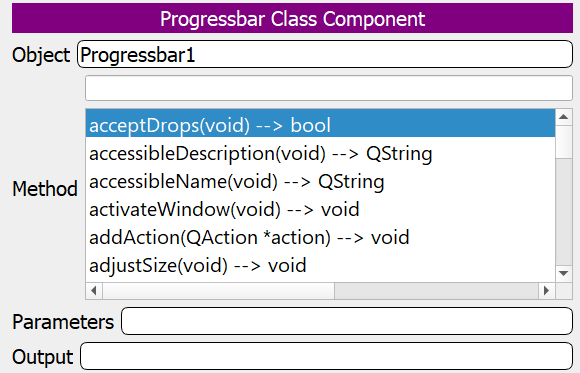 Progressbar Class Component
Object Progressbar1
acceptDrops(void) --> bool
accessibleDescription(void) --> QString
accessibleName(void) --> QString
Method
activateWindow(void) --> void
addAction(QAction *action) --> void
adjustSize(void) --> void
Parameters
Output